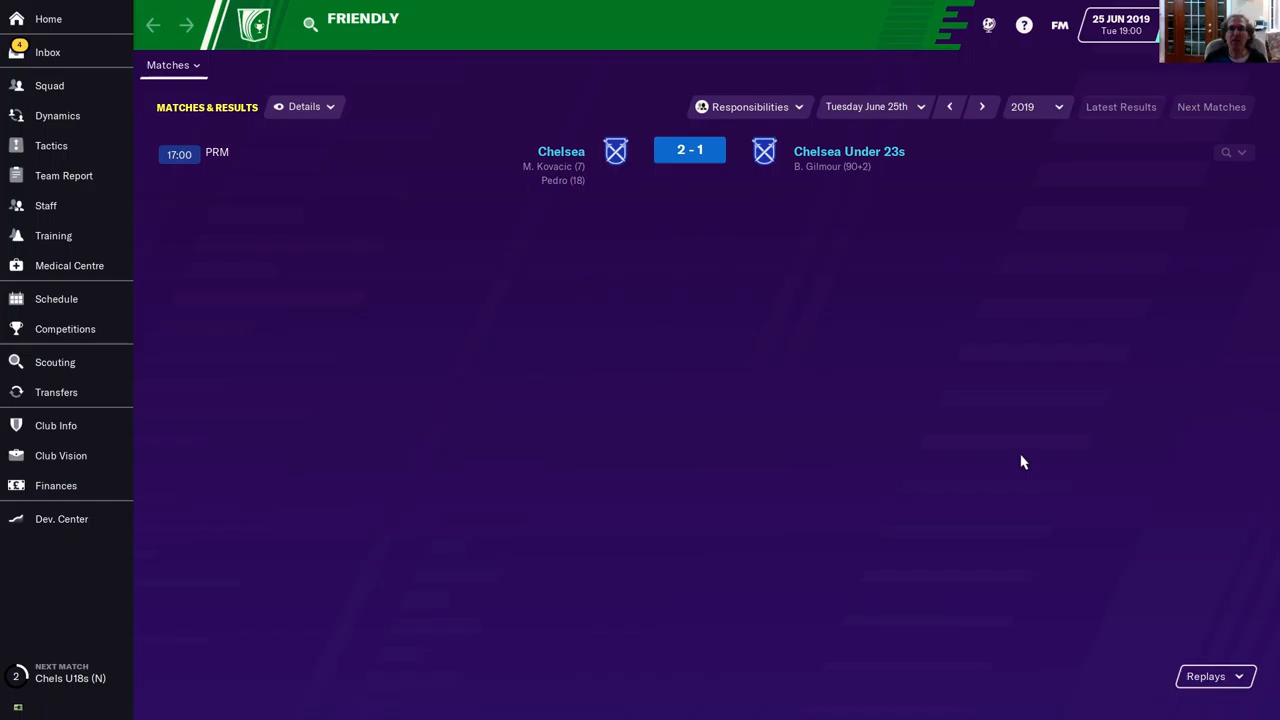 FRIENDLY
FM
25 JUN 2019
Tue 19:00
Home
4
Inbox
Squad
Dynamics
Tactics
Team Report
Staff
Training
Medical Centre
Schedule
Competitions
Scouting
Transfers
Club Info
Club Vision
Finances
Dev. Center
2
NEXT MATCH
Chels U18s (N)
Matches
MATCHES & RESULTS
Details
Responsibilities
Tuesday June 25th
2019
Latest Results
Next Matches
17:00 PRM Chelsea 2 - 1 Chelsea Under 23s
M. Kovacic (7) B. Gilmour (90+2)
Pedro (18)
Replays